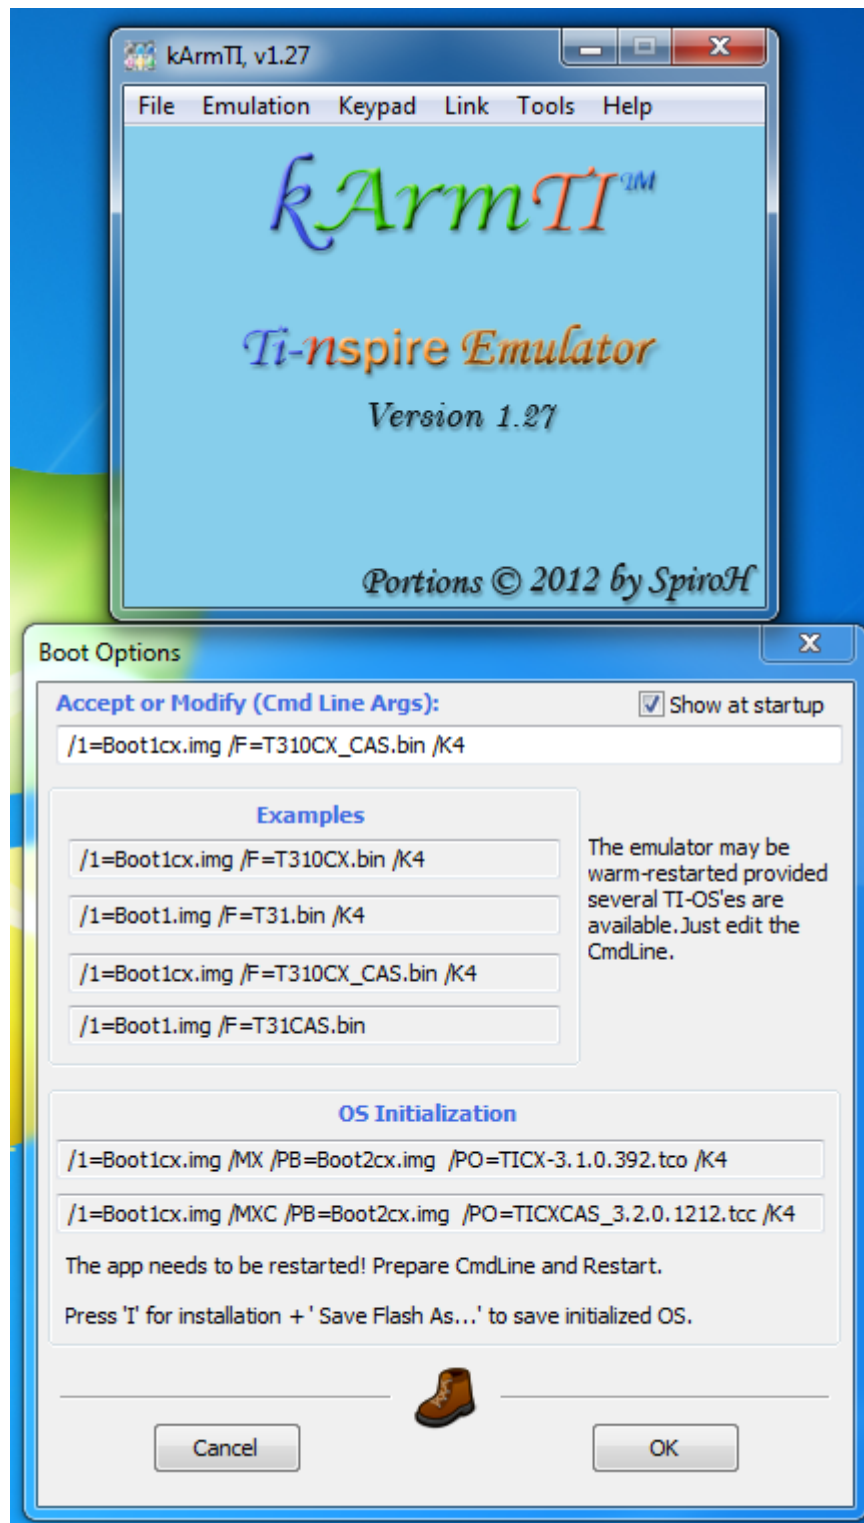 kArmTI, v1.27
File Emulation Keypad Link Tools Help
kArmTI™
Ti-nspire Emulator
Version 1.27
Portions © 2012 by SpiroH
Boot Options
Accept or Modify (Cmd Line Args):
Show at startup
/1=Boot1cx.img /F=T310CX_CAS.bin /K4
Examples
/1=Boot1cx.img /F=T310CX.bin /K4
/1=Boot1.img /F=T31.bin /K4
/1=Boot1cx.img /F=T310CX_CAS.bin /K4
/1=Boot1.img /F=T31CAS.bin
The emulator may be
warm-restarted provided
several TI-OS'es are
available.Just edit the
CmdLine.
OS Initialization
/1=Boot1cx.img /MX /PB=Boot2cx.img  /PO=TICX-3.1.0.392.tco /K4
/1=Boot1cx.img /MXC /PB=Boot2cx.img  /PO=TICXCAS_3.2.0.1212.tcc /K4
The app needs to be restarted! Prepare CmdLine and Restart.
Press 'I' for installation + ' Save Flash As...' to save initialized OS.
Cancel
OK